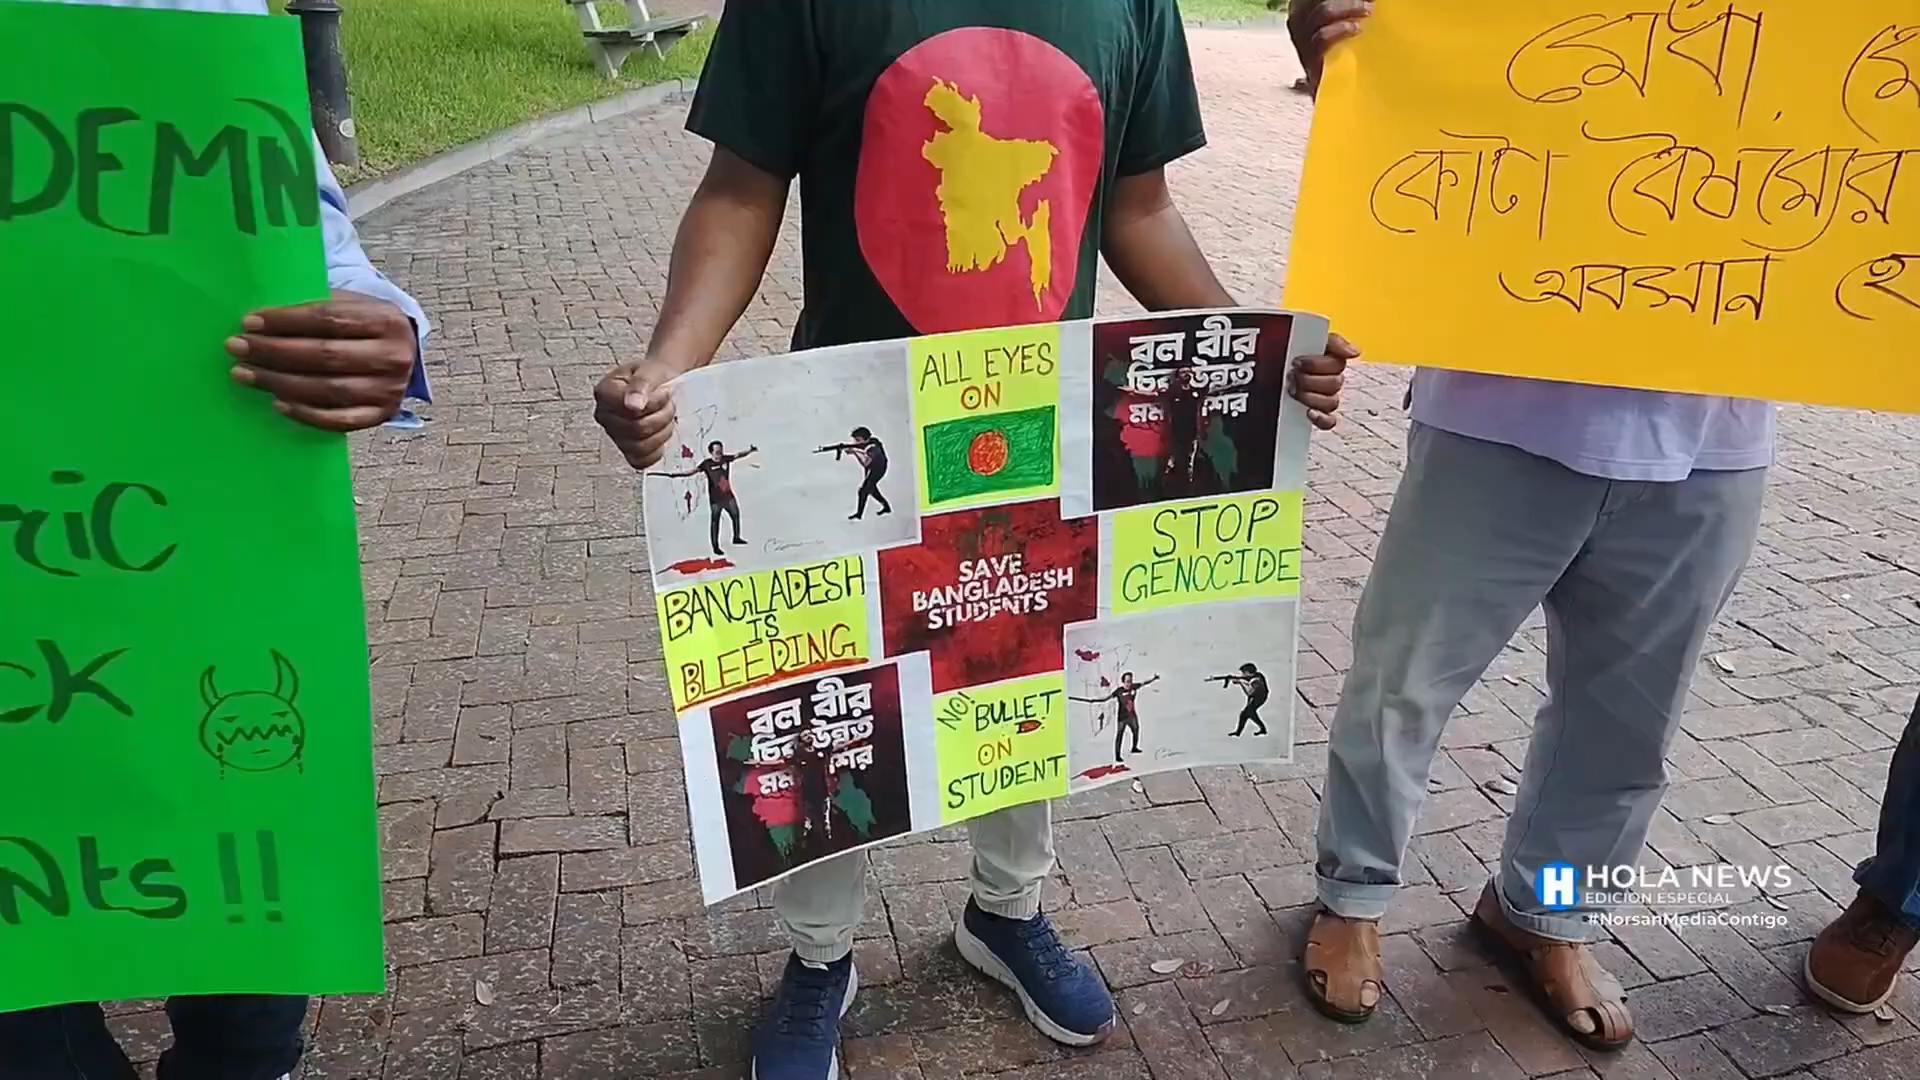 DEMN
ric
ck
nts !!
ALL EYES
ON
বল বীর
চির উন্নত
মম শির
STOP
GENOCIDE
SAVE
BANGLADESH
STUDENTS
BANGLADESH
IS
BLEEDING
বল বীর
চির উন্নত
মম শির
NO! BULLET
ON
STUDENT
মেধা, মে
কোটা বৈষম্যের
অবসান হো
H HOLA NEWS
EDICIÓN ESPECIAL
#NorsanMediaContigo